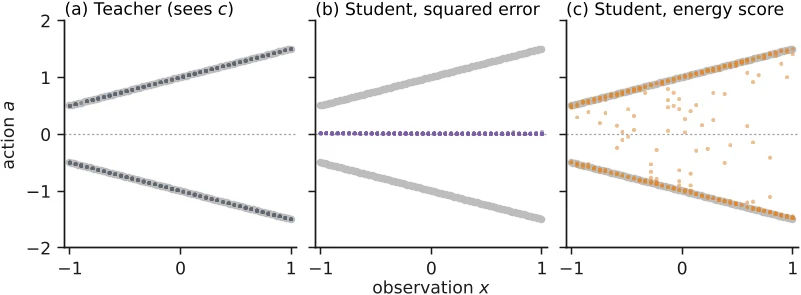 (a) Teacher (sees c)
(b) Student, squared error
(c) Student, energy score
2
1
0
−1
−2
action a
−1
0
1
−1
0
1
−1
0
1
observation x